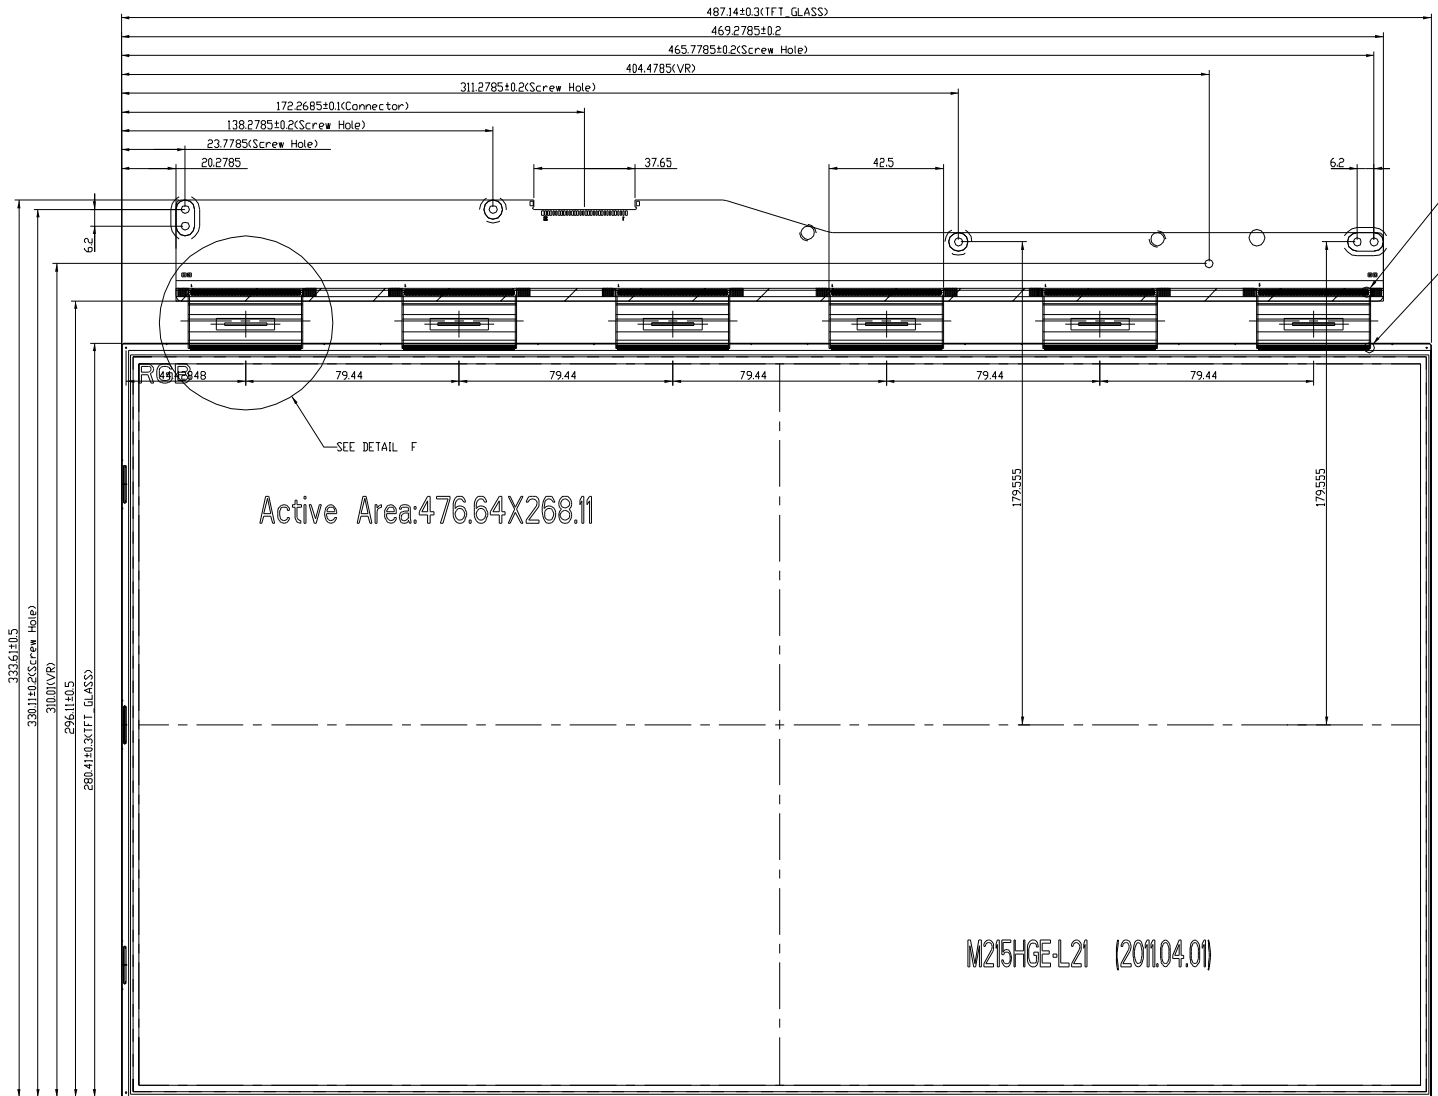 487.14±0.3(TFT_GLASS)
469.2785±0.2
465.7785±0.2(Screw Hole)
404.4785(VR)
311.2785±0.2(Screw Hole)
172.2685±0.1(Connector)
138.2785±0.2(Screw Hole)
23.7785(Screw Hole)
20.2785
37.65
42.5
6.2
6.2
RGB
79.44
79.44
79.44
79.44
79.44
SEE DETAIL F
Active Area:476.64X268.11
179.555
179.555
333.61±0.5
330.11±0.2(Screw Hole)
310.01(VR)
296.11±0.5
280.41±0.3(TFT_GLASS)
M215HGE-L21 (2011.04.01)